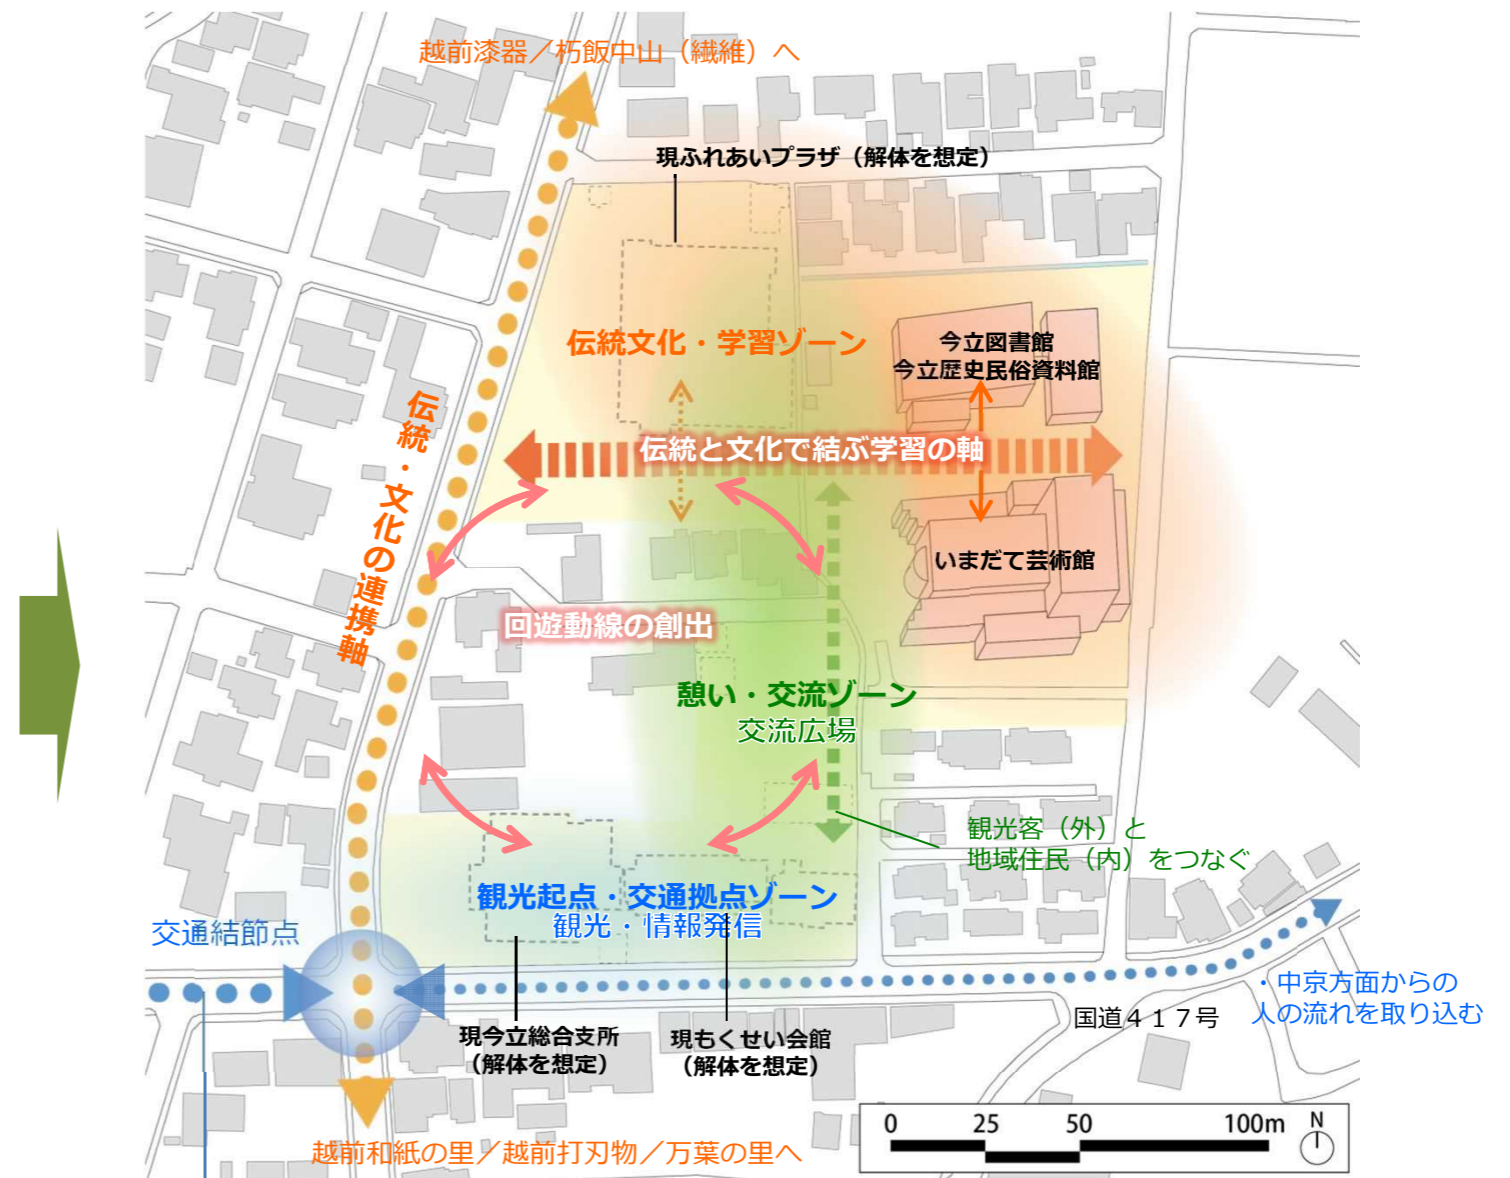 越前漆器／朽飯中山（繊維）へ
現ふれあいプラザ（解体を想定）
伝統文化・学習ゾーン
今立図書館
今立歴史民俗資料館
伝統・文化の連携軸
伝統と文化で結ぶ学習の軸
いまだて芸術館
回遊動線の創出
憩い・交流ゾーン
交流広場
観光客（外）と
地域住民（内）をつなぐ
観光起点・交通拠点ゾーン
観光・情報発信
交通結節点
・中京方面からの
人の流れを取り込む
国道４１７号
現今立総合支所
（解体を想定）
現もくせい会館
（解体を想定）
越前和紙の里／越前打刃物／万葉の里へ
0 25 50 100m N